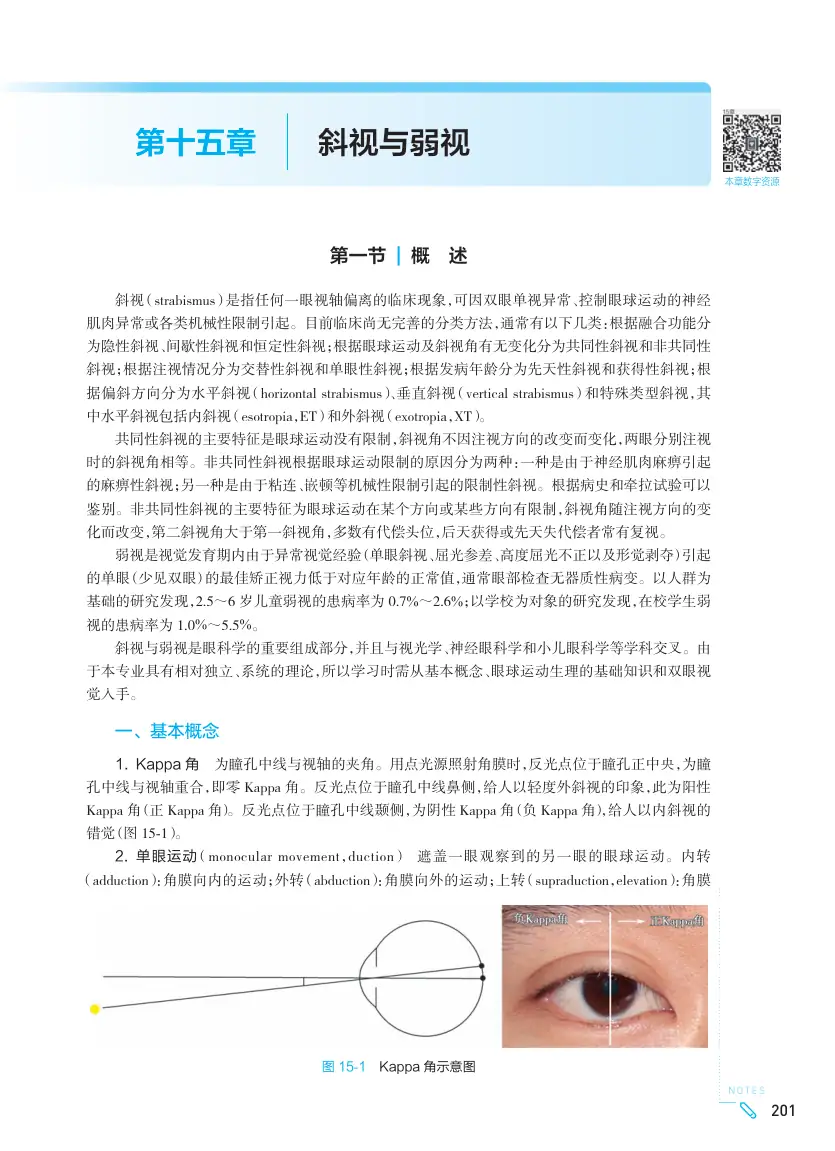 15章
本章数字资源
第十五章
斜视与弱视
第一节 | 概 述
斜视（strabismus）是指任何一眼视轴偏离的临床现象，可因双眼单视异常、控制眼球运动的神经
肌肉异常或各类机械性限制引起。目前临床尚无完善的分类方法，通常有以下几类：根据融合功能分
为隐性斜视、间歇性斜视和恒定性斜视；根据眼球运动及斜视角有无变化分为共同性斜视和非共同性
斜视；根据注视情况分为交替性斜视和单眼性斜视；根据发病年龄分为先天性斜视和获得性斜视；根
据偏斜方向分为水平斜视（horizontal strabismus）、垂直斜视（vertical strabismus）和特殊类型斜视，其
中水平斜视包括内斜视（esotropia，ET）和外斜视（exotropia，XT）。
共同性斜视的主要特征是眼球运动没有限制，斜视角不因注视方向的改变而变化，两眼分别注视
时的斜视角相等。非共同性斜视根据眼球运动限制的原因分为两种：一种是由于神经肌肉麻痹引起
的麻痹性斜视；另一种是由于粘连、嵌顿等机械性限制引起的限制性斜视。根据病史和牵拉试验可以
鉴别。非共同性斜视的主要特征为眼球运动在某个方向或某些方向有限制，斜视角随注视方向的变
化而改变，第二斜视角大于第一斜视角，多数有代偿头位，后天获得或先天失代偿者常有复视。
弱视是视觉发育期内由于异常视觉经验（单眼斜视、屈光参差、高度屈光不正以及形觉剥夺）引起
的单眼（少见双眼）的最佳矫正视力低于对应年龄的正常值，通常眼部检查无器质性病变。以人群为
基础的研究发现，2.5～6 岁儿童弱视的患病率为 0.7%～2.6%；以学校为对象的研究发现，在校学生弱
视的患病率为 1.0%～5.5%。
斜视与弱视是眼科学的重要组成部分，并且与视光学、神经眼科学和小儿眼科学等学科交叉。由
于本专业具有相对独立、系统的理论，所以学习时需从基本概念、眼球运动生理的基础知识和双眼视
觉入手。
一、基本概念
1. Kappa 角 为瞳孔中线与视轴的夹角。用点光源照射角膜时，反光点位于瞳孔正中央，为瞳
孔中线与视轴重合，即零 Kappa 角。反光点位于瞳孔中线鼻侧，给人以轻度外斜视的印象，此为阳性
Kappa 角（正 Kappa 角）。反光点位于瞳孔中线颞侧，为阴性 Kappa 角（负 Kappa 角），给人以内斜视的
错觉（图 15-1）。
2. 单眼运动（monocular movement，duction） 遮盖一眼观察到的另一眼的眼球运动。内转
（adduction）：角膜向内的运动；外转（abduction）：角膜向外的运动；上转（supraduction，elevation）：角膜
负Kappa角 正Kappa角
图 15-1 Kappa 角示意图
NOTES
201